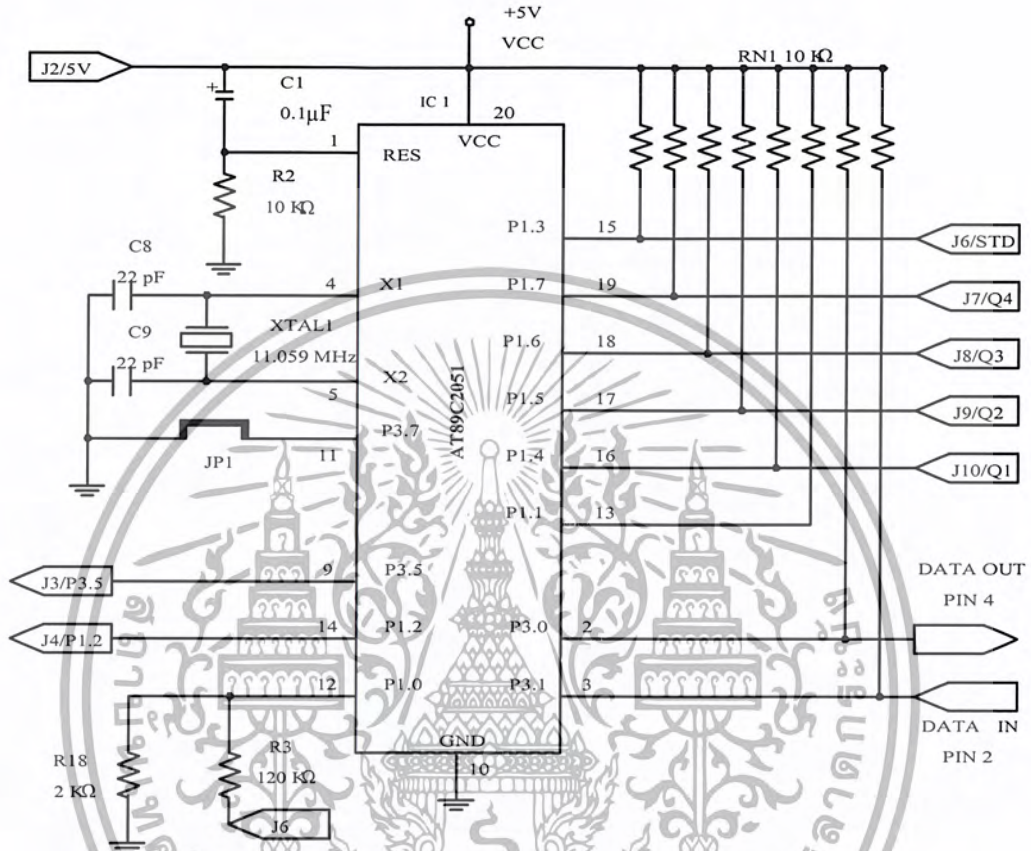 +5V
VCC
J2/5V
RN1 10 KΩ
C1
0.1µF
IC 1
20
VCC
1
RES
R2
10 KΩ
P1.3
15
J6/STD
C8
22 pF
4
X1
P1.7
19
J7/Q4
C9
XTAL1
11.059 MHz
P1.6
18
J8/Q3
22 pF
5
X2
P1.5
17
J9/Q2
AT89C2051
P3.7
11
JP1
P1.4
16
J10/Q1
P1.1
13
9
P3.5
J3/P3.5
DATA OUT
PIN 4
14
P1.2
J4/P1.2
P3.0
2
12
P1.0
P3.1
3
DATA IN
PIN 2
GND
10
R18
2 KΩ
R3
120 KΩ
J6